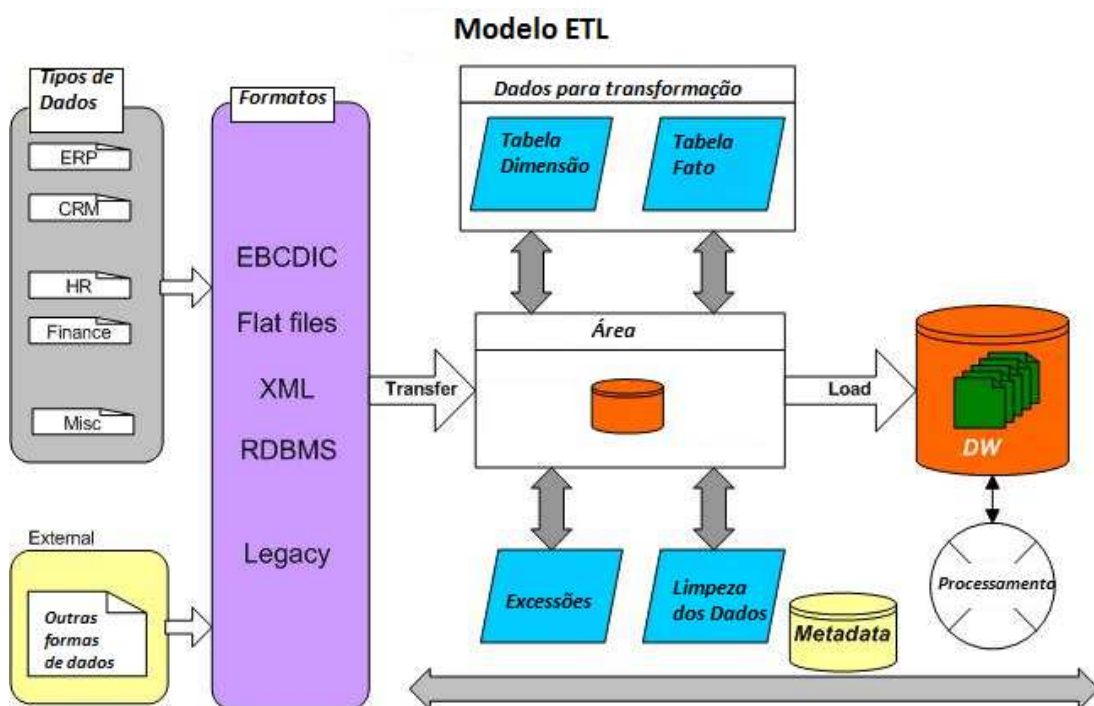 Modelo ETL
Tipos de
Dados
ERP
CRM
HR
Finance
Misc
External
Outras
formas
de dados
Formatos
EBCDIC
Flat files
XML
RDBMS
Legacy
Transfer
Dados para transformação
Tabela
Dimensão
Tabela
Fato
Área
Excessões
Limpeza
dos Dados
Load
DW
Processamento
Metadata